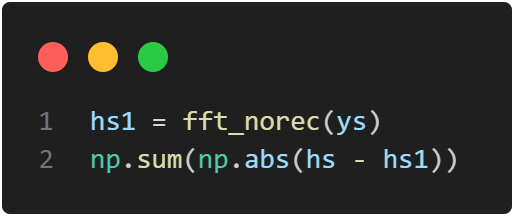 1 hs1 = fft_norec(ys)
2 np.sum(np.abs(hs - hs1))